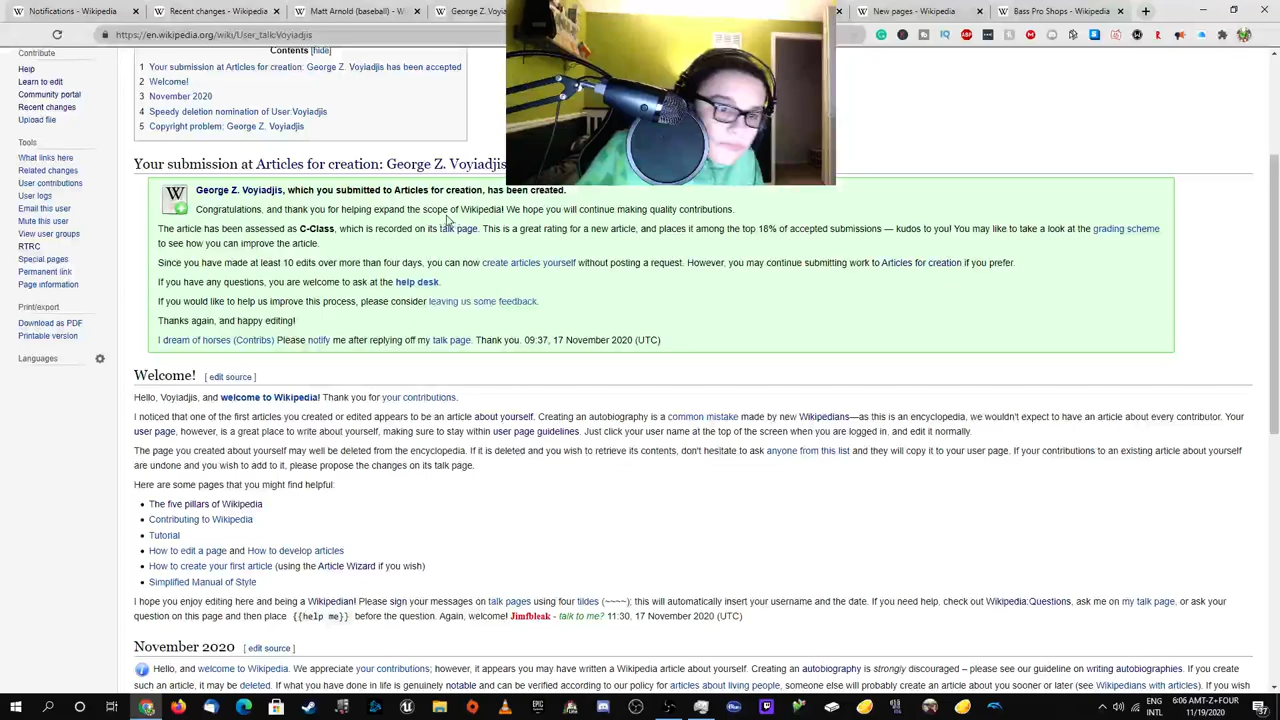 Notifications - Wikipedia
Recent changes - Wikipedia
Matt Arnold (baseball) - W
George Z. Voy
New pages - Wikipedia
Bass Pro Shops - Wikipedia
https://en.wikipedia.org/wiki/User_talk:Voyiadjis
Contribute
Help
Learn to edit
Community portal
Recent changes
Upload file
Tools
What links here
Related changes
User contributions
User logs
Email this user
Mute this user
View user groups
RTRC
Special pages
Permanent link
Page information
Print/export
Download as PDF
Printable version
Languages
Contents [hide]
1 Your submission at Articles for creation: George Z. Voyiadjis has been accepted
2 Welcome!
3 November 2020
4 Speedy deletion nomination of User:Voyiadjis
5 Copyright problem: George Z. Voyiadjis
Your submission at Articles for creation: George Z. Voyiadjis
George Z. Voyiadjis, which you submitted to Articles for creation, has been created.
Congratulations, and thank you for helping expand the scope of Wikipedia! We hope you will continue making quality contributions.
The article has been assessed as C-Class, which is recorded on its talk page. This is a great rating for a new article, and places it among the top 18% of accepted submissions — kudos to you! You may like to take a look at the grading scheme
to see how you can improve the article.
Since you have made at least 10 edits over more than four days, you can now create articles yourself without posting a request. However, you may continue submitting work to Articles for creation if you prefer.
If you have any questions, you are welcome to ask at the help desk.
If you would like to help us improve this process, please consider leaving us some feedback.
Thanks again, and happy editing!
I dream of horses (Contribs) Please notify me after replying off my talk page. Thank you. 09:37, 17 November 2020 (UTC)
Welcome! [ edit source ]
Hello, Voyiadjis, and welcome to Wikipedia! Thank you for your contributions.
I noticed that one of the first articles you created or edited appears to be an article about yourself. Creating an autobiography is a common mistake made by new Wikipedians—as this is an encyclopedia, we wouldn't expect to have an article about every contributor. Your
user page, however, is a great place to write about yourself, making sure to stay within user page guidelines. Just click your user name at the top of the screen when you are logged in, and edit it normally.
The page you created about yourself may well be deleted from the encyclopedia. If it is deleted and you wish to retrieve its contents, don't hesitate to ask anyone from this list and they will copy it to your user page. If your contributions to an existing article about yourself
are undone and you wish to add to it, please propose the changes on its talk page.
Here are some pages that you might find helpful:
The five pillars of Wikipedia
Contributing to Wikipedia
Tutorial
How to edit a page and How to develop articles
How to create your first article (using the Article Wizard if you wish)
Simplified Manual of Style
I hope you enjoy editing here and being a Wikipedian! Please sign your messages on talk pages using four tildes (~~~~); this will automatically insert your username and the date. If you need help, check out Wikipedia:Questions, ask me on my talk page, or ask your
question on this page and then place {{help me}} before the question. Again, welcome! Jimfbleak - talk to me? 11:30, 17 November 2020 (UTC)
November 2020 [ edit source ]
Hello, and welcome to Wikipedia. We appreciate your contributions; however, it appears you may have written a Wikipedia article about yourself. Creating an autobiography is strongly discouraged – please see our guideline on writing autobiographies. If you create
such an article, it may be deleted. If what you have done in life is genuinely notable and can be verified according to our policy for articles about living people, someone else will probably create an article about you sooner or later (see Wikipedians with articles). If you wish
ENG
INTL
6:06 AMT-Z+FOUR
11/19/2020